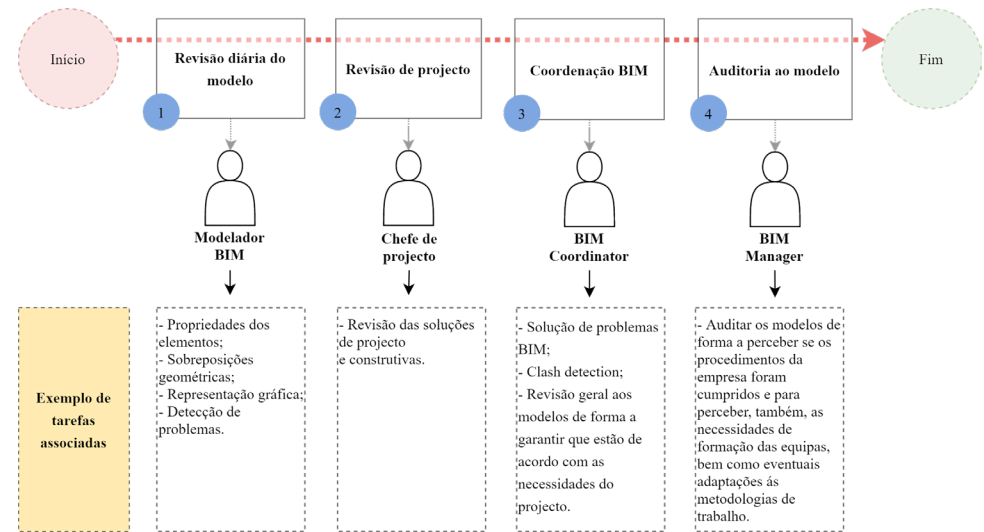 Início
Revisão diária do
modelo
1
Revisão de projecto
2
Coordenação BIM
3
Auditoria ao modelo
4
Fim
Modelador
BIM
Chefe de
projecto
BIM
Coordinator
BIM
Manager
Exemplo de
tarefas
associadas
- Propriedades dos
elementos;
- Sobreposições
geométricas;
- Representação gráfica;
- Detecção de
problemas.
- Revisão das soluções
de projecto
e construtivas.
- Solução de problemas
BIM;
- Clash detection;
- Revisão geral aos
modelos de forma a
garantir que estão de
acordo com as
necessidades do
projecto.
- Auditar os modelos de
forma a perceber se os
procedimentos da
empresa foram
cumpridos e para
perceber, também, as
necessidades de
formação das equipas,
bem como eventuais
adaptações ás
metodologias de
trabalho.